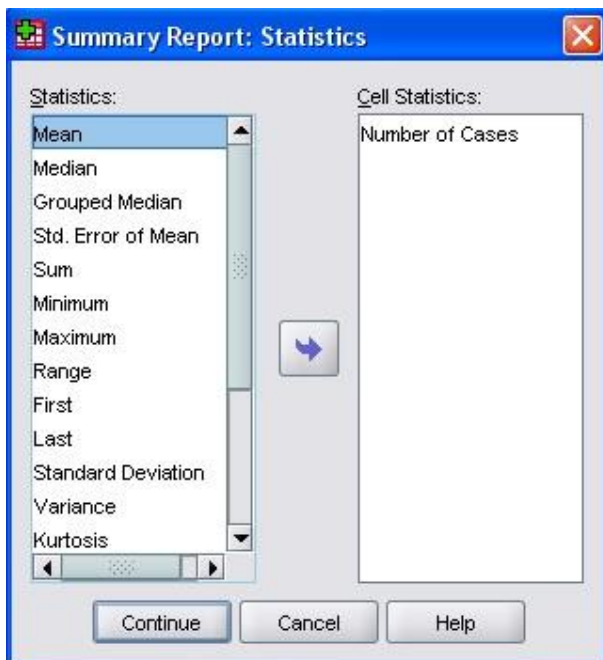 Summary Report: Statistics
Statistics:
Mean
Median
Grouped Median
Std. Error of Mean
Sum
Minimum
Maximum
Range
First
Last
Standard Deviation
Variance
Kurtosis
Cell Statistics:
Number of Cases
Continue
Cancel
Help